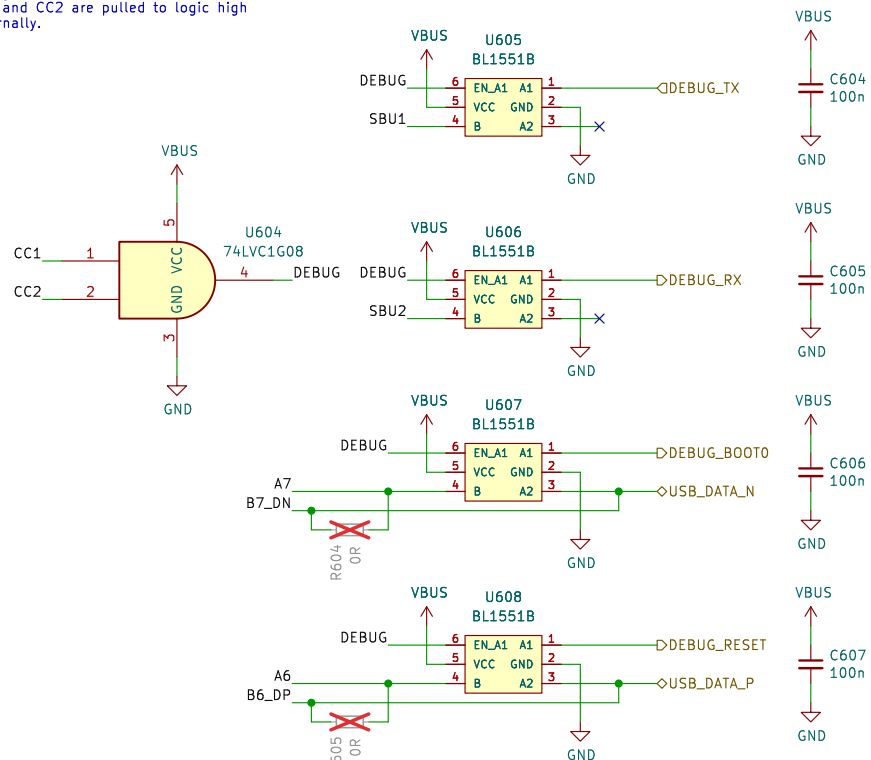 and CC2 are pulled to logic high
VBUS
U605
BL1551B
DEBUG
6
EN_A1
A1
1
DEBUG_TX
5
VCC
GND
2
SBU1
4
B
A2
3
GND
VBUS
C604
100n
GND
VBUS
5
U604
74LVC1G08
VCC
GND
CC1
1
CC2
2
4
DEBUG
3
GND
VBUS
U606
BL1551B
DEBUG
6
EN_A1
A1
1
DEBUG_RX
5
VCC
GND
2
SBU2
4
B
A2
3
GND
VBUS
C605
100n
GND
VBUS
U607
BL1551B
DEBUG
6
EN_A1
A1
1
DEBUG_BOOT0
5
VCC
GND
2
A7
4
B
A2
3
USB_DATA_N
B7_DN
R604
0R
GND
VBUS
C606
100n
GND
VBUS
U608
BL1551B
DEBUG
6
EN_A1
A1
1
DEBUG_RESET
5
VCC
GND
2
A6
4
B
A2
3
USB_DATA_P
B6_DP
0R
GND
VBUS
C607
100n
GND